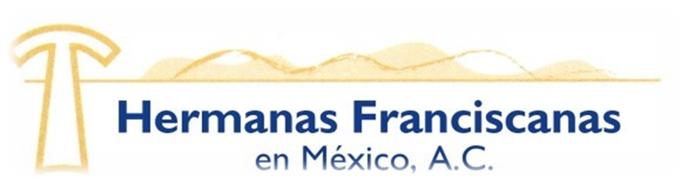 Hermanas Franciscanas
en México, A.C.